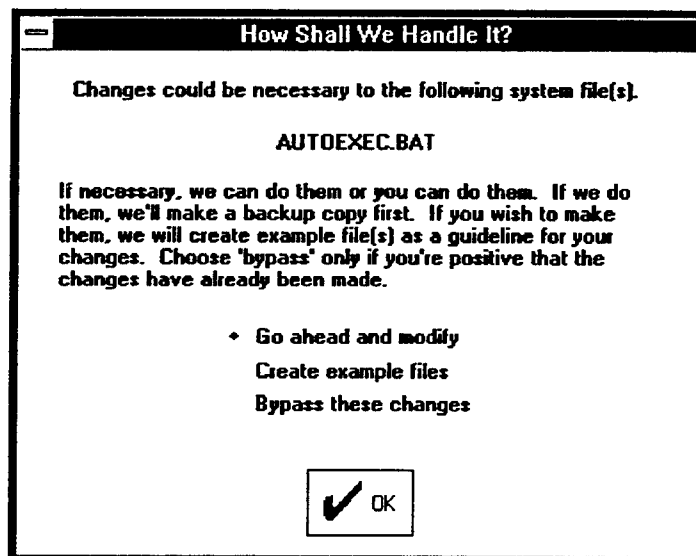 How Shall We Handle It?
Changes could be necessary to the following system file(s).
AUTOEXEC.BAT
If necessary, we can do them or you can do them. If we do
them, we'll make a backup copy first. If you wish to make
them, we will create example file(s) as a guideline for your
changes. Choose 'bypass' only if you're positive that the
changes have already been made.
Go ahead and modify
Create example files
Bypass these changes
OK